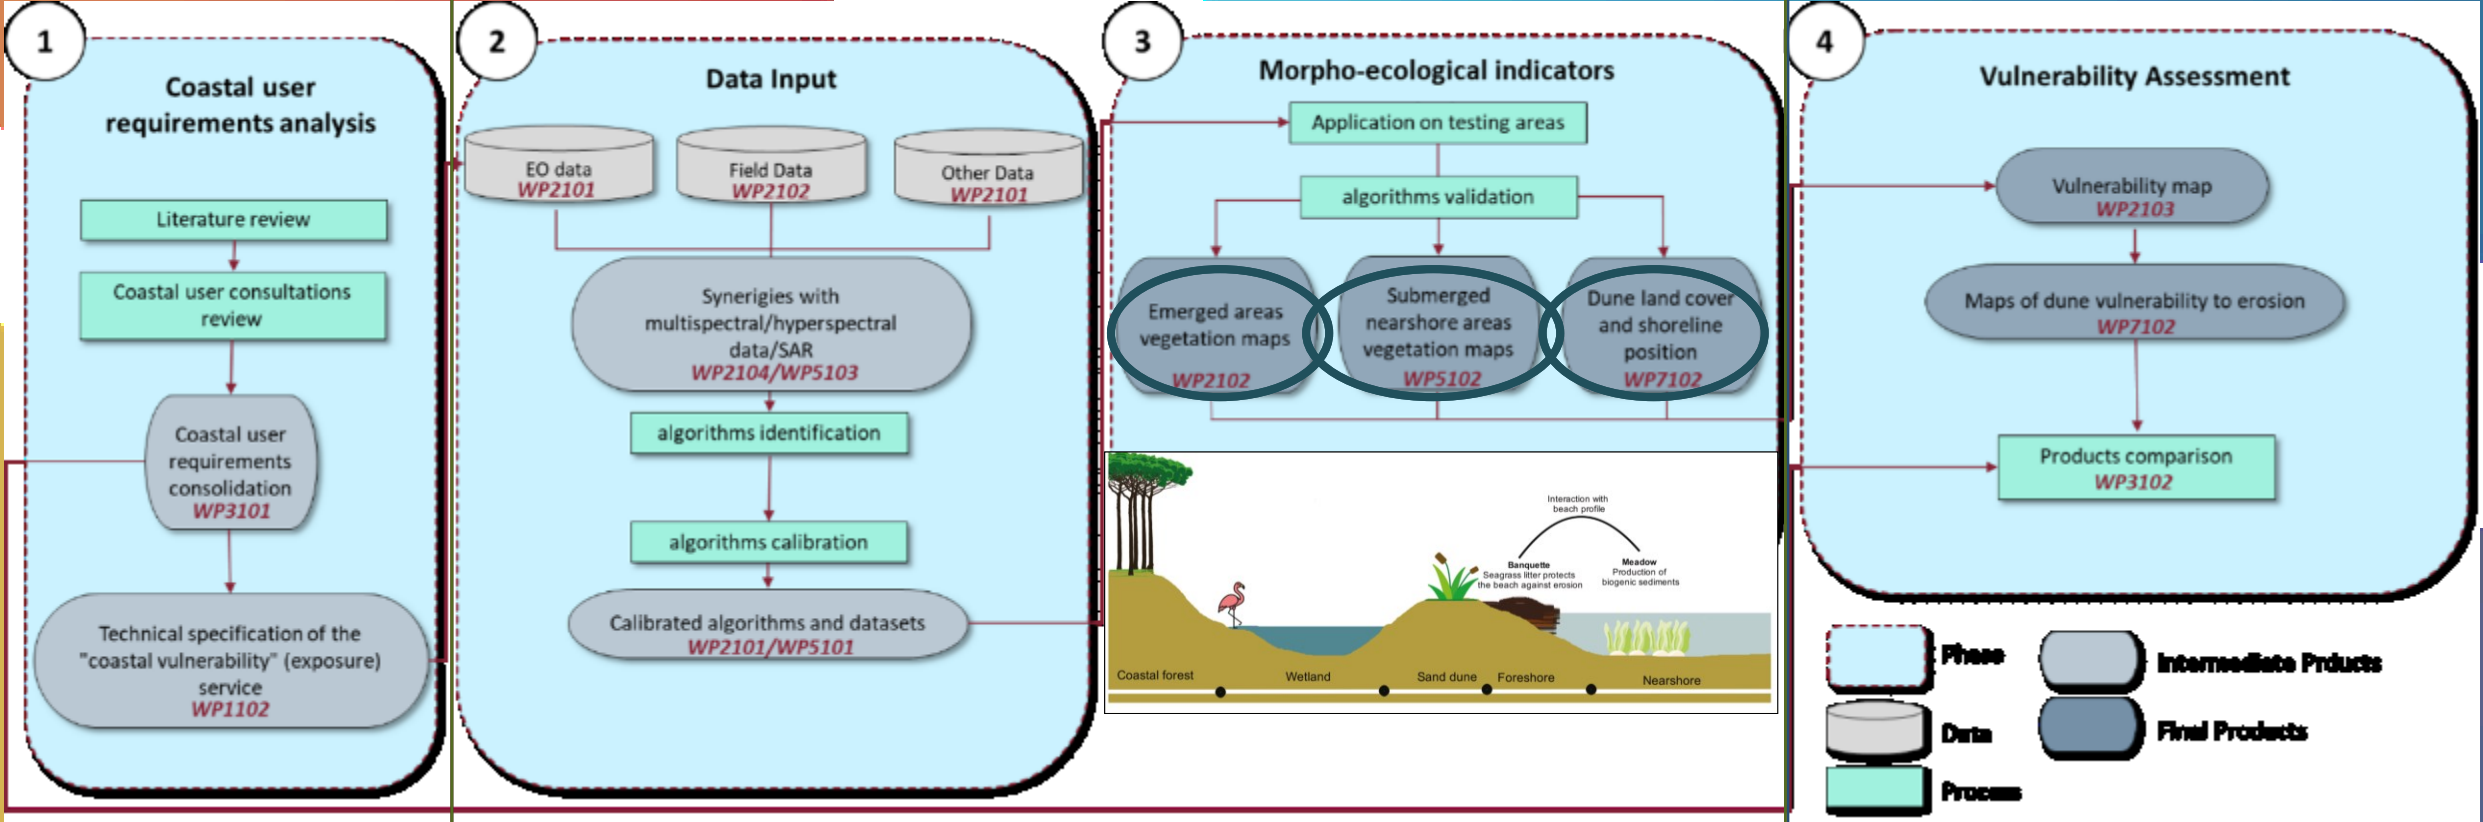 1
Coastal user
requirements analysis
Literature review
Coastal user consultations
review
Coastal user
requirements
consolidation
WP3101
Technical specification of the
"coastal vulnerability" (exposure)
service
WP1102
2
Data Input
EO data
WP2101
Field Data
WP2102
Other Data
WP2101
Synerigies with
multispectral/hyperspectral
data/SAR
WP2104/WP5103
algorithms identification
algorithms calibration
Calibrated algorithms and datasets
WP2101/WP5101
3
Morpho-ecological indicators
Application on testing areas
algorithms validation
Emerged areas
vegetation maps
WP2102
Submerged
nearshore areas
vegetation maps
WP5102
Dune land cover
and shoreline
position
WP7102
Interaction with
beach profile
Banquette
Seagrass litter protects
the beach against erosion
Meadow
Production of
biogenic sediments
Coastal forest
Wetland
Sand dune
Foreshore
Nearshore
4
Vulnerability Assessment
Vulnerability map
WP2103
Maps of dune vulnerability to erosion
WP7102
Products comparison
WP3102
Phase
Data
Process
Intermediate Prducts
Final Products